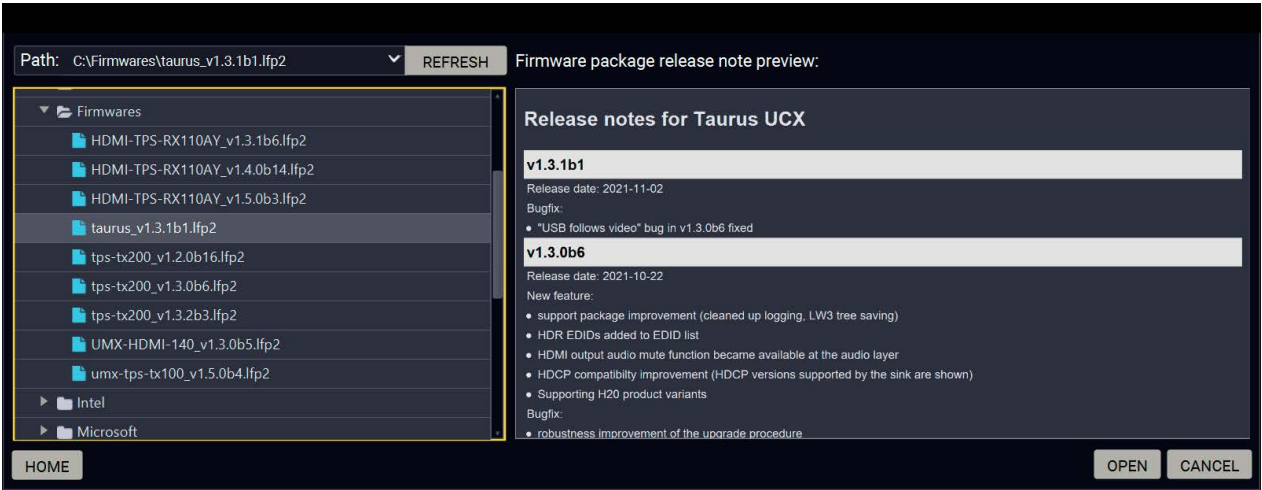 Path: C:\Firmwares\taurus_v1.3.1b1.lfp2 REFRESH
Firmwares
HDMI-TPS-RX110AY_v1.3.1b6.lfp2
HDMI-TPS-RX110AY_v1.4.0b14.lfp2
HDMI-TPS-RX110AY_v1.5.0b3.lfp2
taurus_v1.3.1b1.lfp2
tps-tx200_v1.2.0b16.lfp2
tps-tx200_v1.3.0b6.lfp2
tps-tx200_v1.3.2b3.lfp2
UMX-HDMI-140_v1.3.0b5.lfp2
umx-tps-tx100_v1.5.0b4.lfp2
Intel
Microsoft
Firmware package release note preview:
Release notes for Taurus UCX
v1.3.1b1
Release date: 2021-11-02
Bugfix:
• "USB follows video" bug in v1.3.0b6 fixed
v1.3.0b6
Release date: 2021-10-22
New feature:
• support package improvement (cleaned up logging, LW3 tree saving)
• HDR EDIDs added to EDID list
• HDMI output audio mute function became available at the audio layer
• HDCP compatibilty improvement (HDCP versions supported by the sink are shown)
• Supporting H20 product variants
Bugfix:
• robustness improvement of the upgrade procedure
HOME
OPEN CANCEL